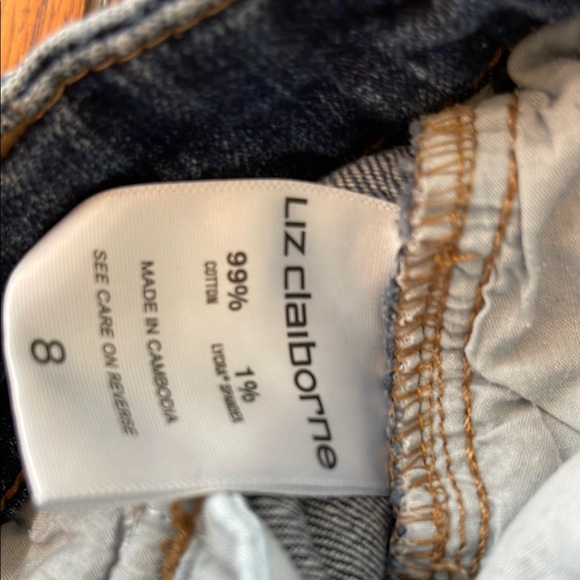 LIZ claiborne
99% 1%
COTTON LYCRA® SPANDEX
MADE IN CAMBODIA
SEE CARE ON REVERSE
8